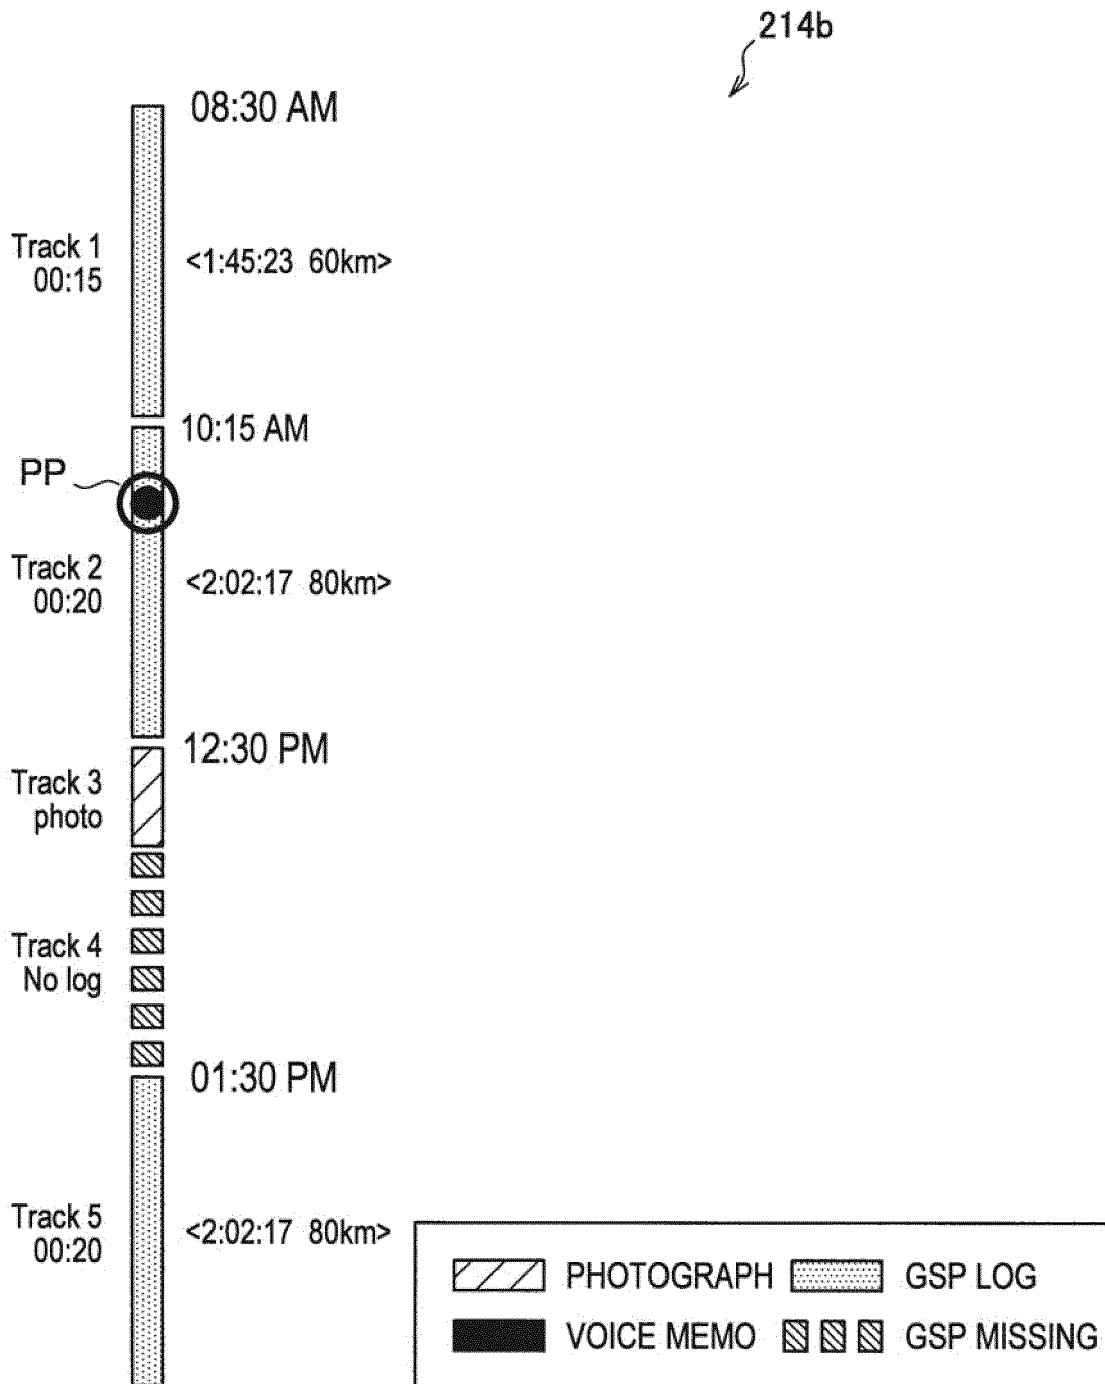 214b
08:30 AM
Track 1
00:15
<1:45:23 60km>
10:15 AM
PP
Track 2
00:20
<2:02:17 80km>
12:30 PM
Track 3
photo
Track 4
No log
01:30 PM
Track 5
00:20
<2:02:17 80km>
PHOTOGRAPH
GSP LOG
VOICE MEMO
GSP MISSING